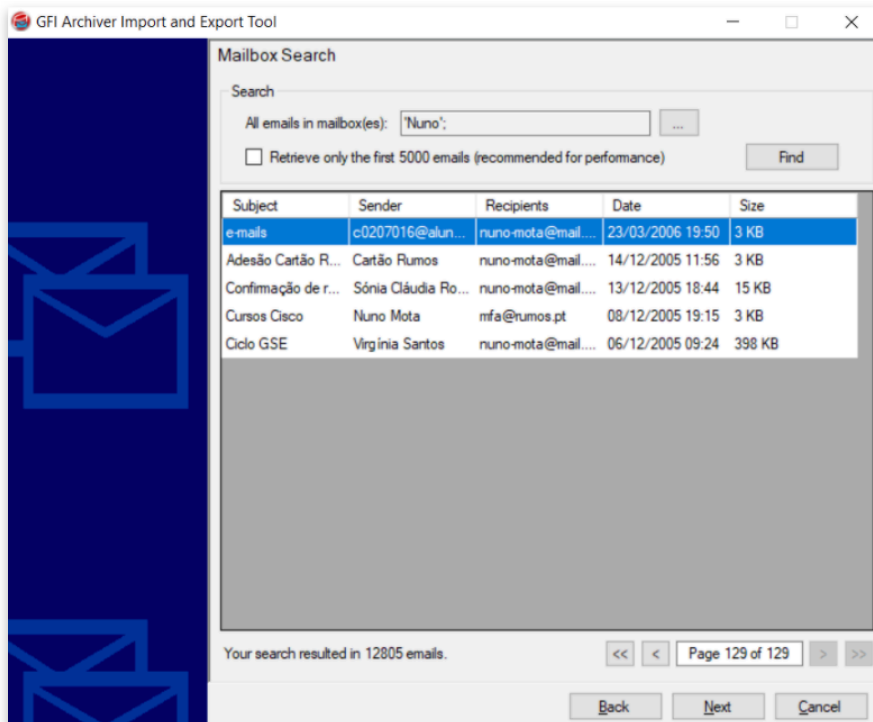 GFI Archiver Import and Export Tool
Mailbox Search
Search
All emails in mailbox(es): 'Nuno'; ...
Retrieve only the first 5000 emails (recommended for performance) Find
Subject Sender Recipients Date Size
e-mails c0207016@alun... nuno-mota@mail.... 23/03/2006 19:50 3 KB
Adesão Cartão R... Cartão Rumos nuno-mota@mail.... 14/12/2005 11:56 3 KB
Confirmação de r... Sónia Cláudia Ro... nuno-mota@mail.... 13/12/2005 18:44 15 KB
Cursos Cisco Nuno Mota mfa@rumos.pt 08/12/2005 19:15 3 KB
Ciclo GSE Virgínia Santos nuno-mota@mail.... 06/12/2005 09:24 398 KB
Your search resulted in 12805 emails. << < Page 129 of 129 > >>
Back Next Cancel